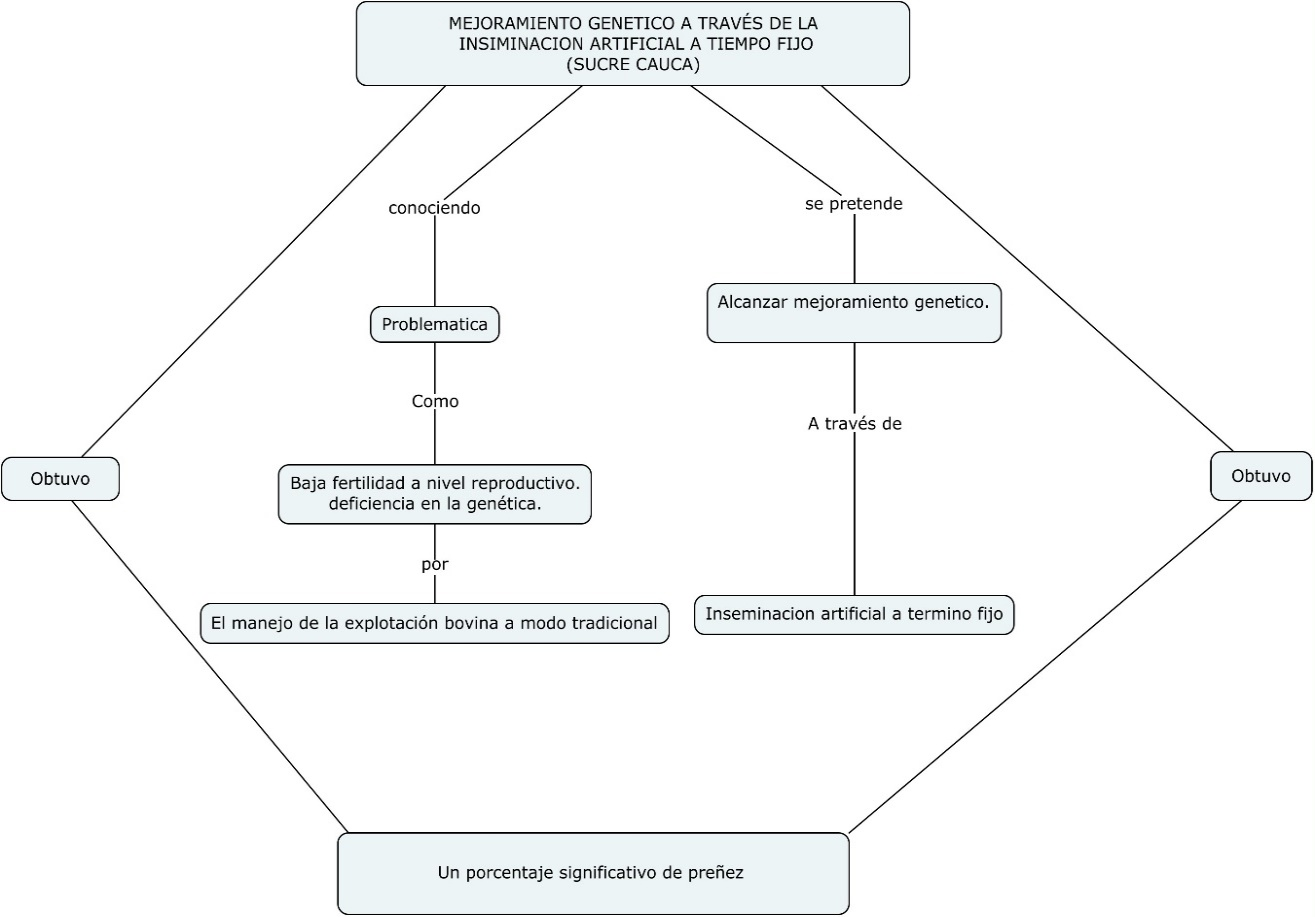 MEJORAMIENTO GENETICO A TRAVÉS DE LA
INSIMINACION ARTIFICIAL A TIEMPO FIJO
(SUCRE CAUCA)
conociendo
se pretende
Problematica
Alcanzar mejoramiento genetico.
Como
A través de
Obtuvo
Baja fertilidad a nivel reproductivo.
deficiencia en la genética.
Obtuvo
por
El manejo de la explotación bovina a modo tradicional
Inseminacion artificial a termino fijo
Un porcentaje significativo de preñez